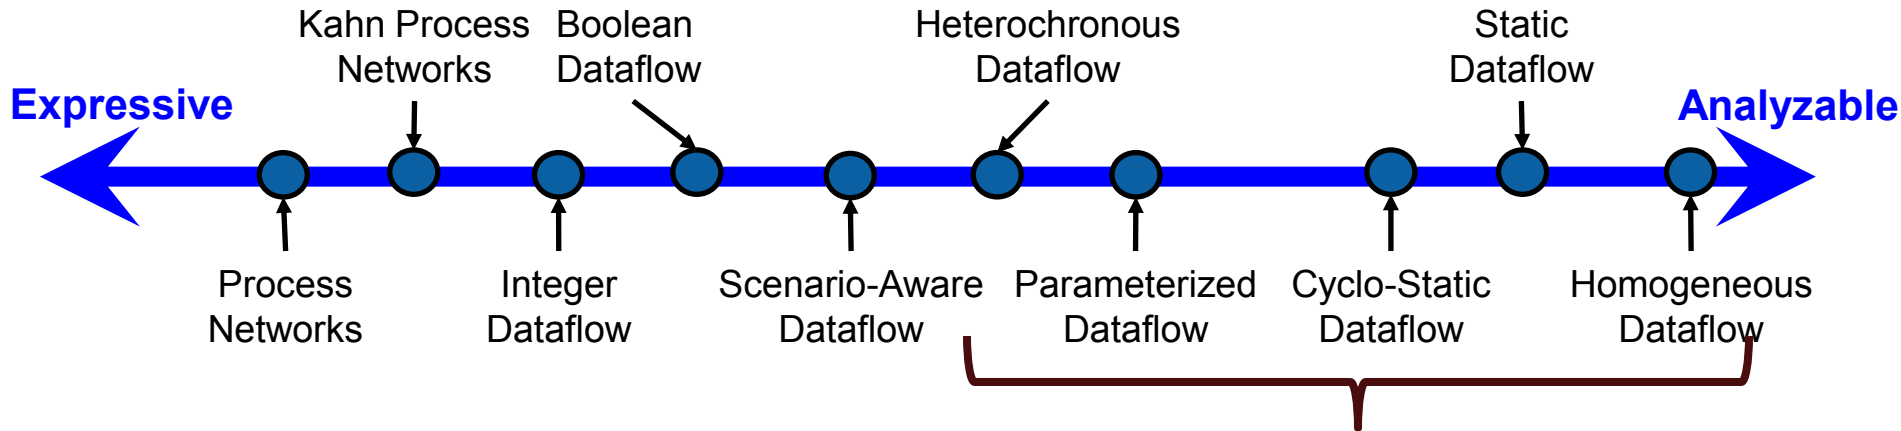 Kahn Process
Networks
Boolean
Dataflow
Heterochronous
Dataflow
Static
Dataflow
Expressive
Analyzable
Process
Networks
Integer
Dataflow
Scenario-Aware
Dataflow
Parameterized
Dataflow
Cyclo-Static
Dataflow
Homogeneous
Dataflow